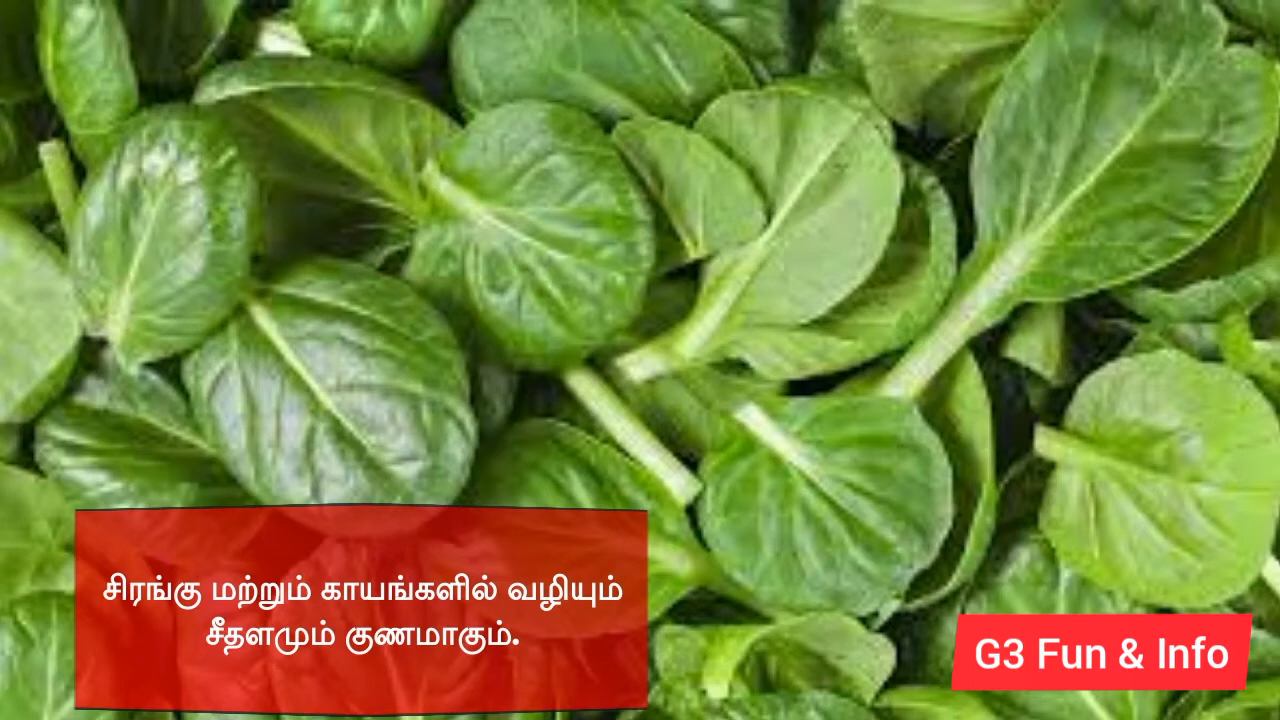 சிரங்கு மற்றும் காயங்களில் வழியும்
சீதளமும் குணமாகும்.
G3 Fun & Info